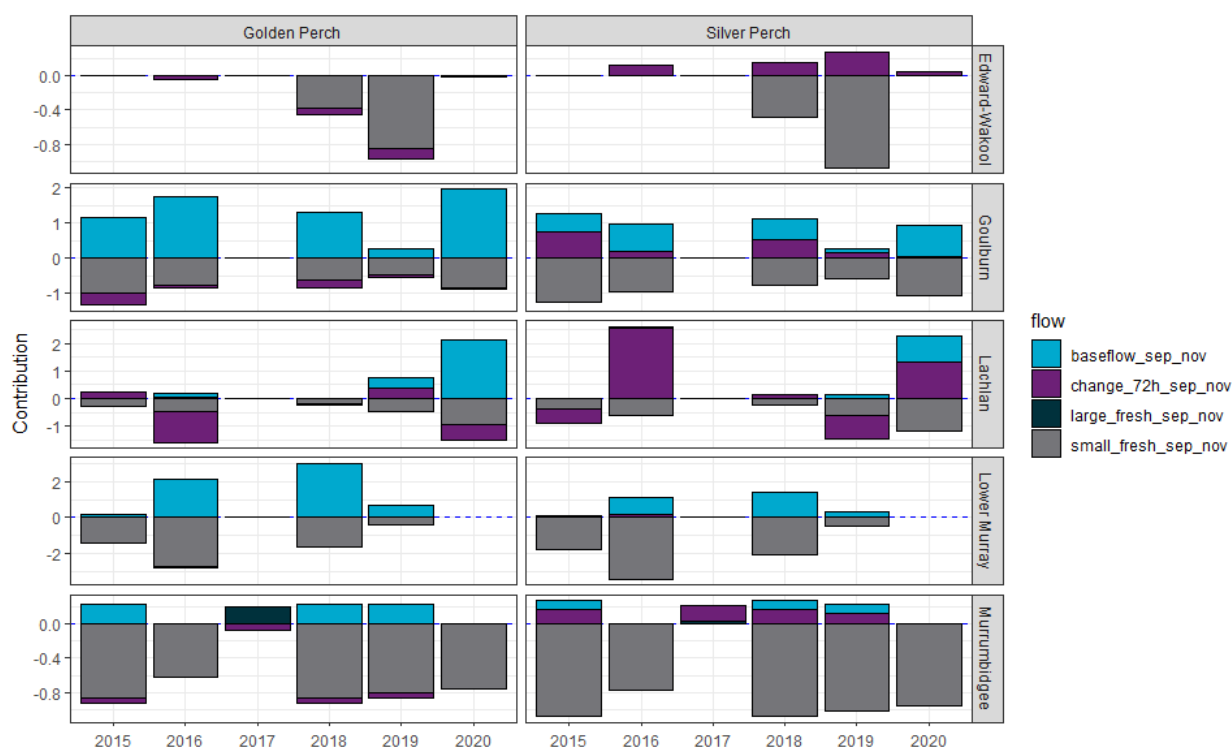 Golden Perch
Silver Perch
Contribution
0.0
-0.4
-0.8
Edward-Wakool
2
1
0
-1
Goulburn
2
1
0
-1
Lachlan
2
0
-2
Lower Murray
0.0
-0.4
-0.8
Murrumbidgee
2015 2016 2017 2018 2019 2020
2015 2016 2017 2018 2019 2020
flow
baseflow_sep_nov
change_72h_sep_nov
large_fresh_sep_nov
small_fresh_sep_nov